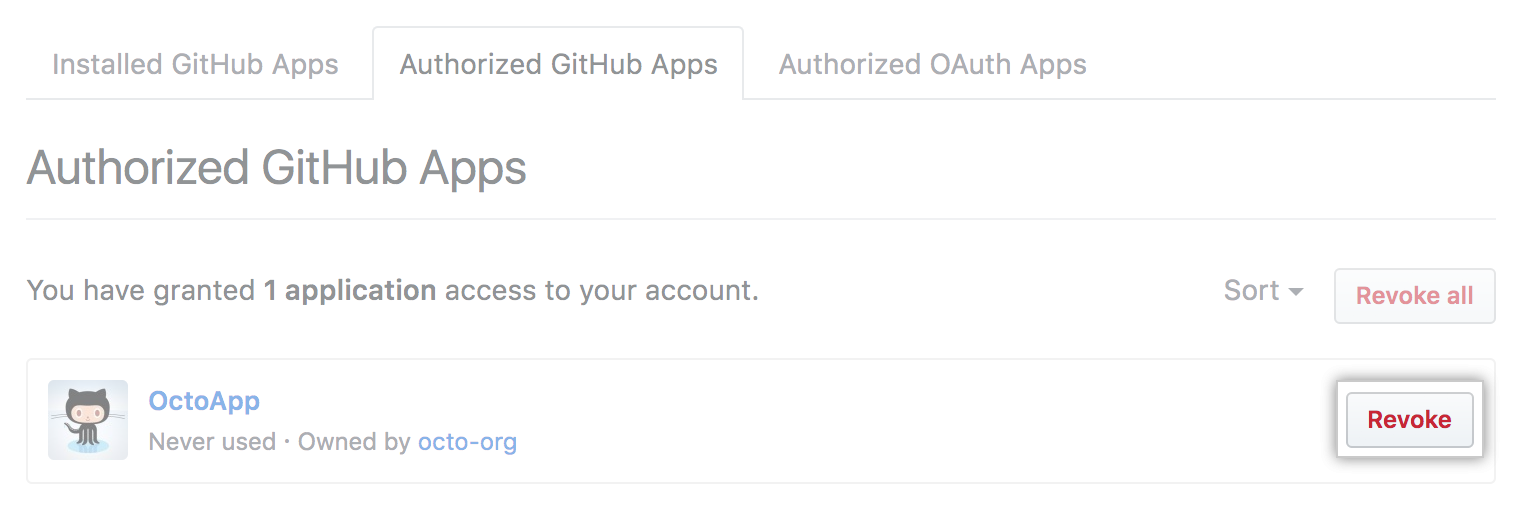 Installed GitHub Apps Authorized GitHub Apps Authorized OAuth Apps
Authorized GitHub Apps
You have granted 1 application access to your account. Sort Revoke all
OctoApp
Never used · Owned by octo-org
Revoke